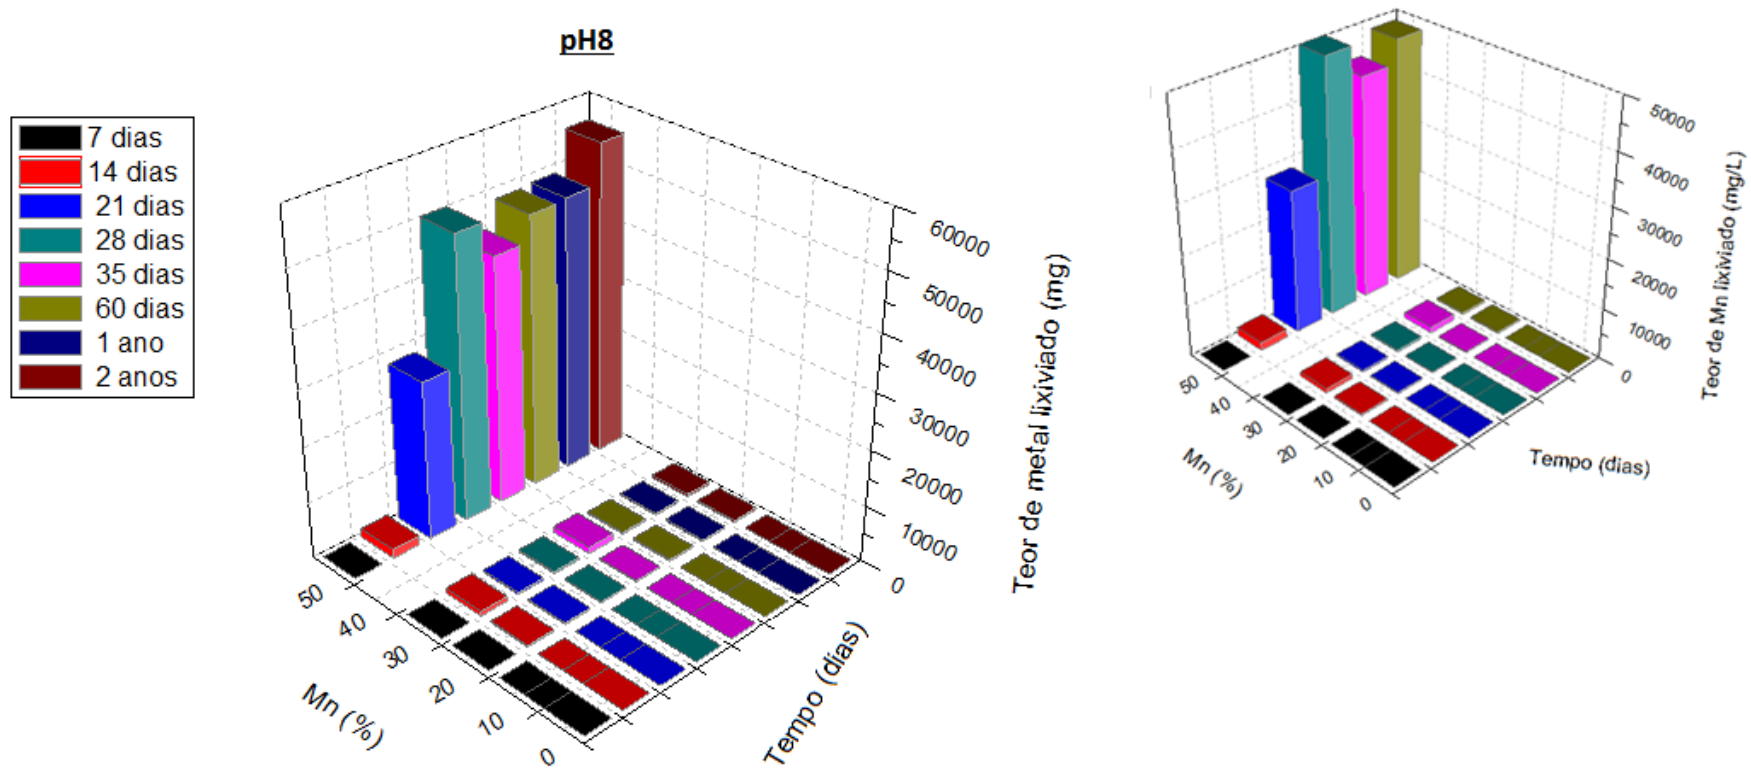 pH8
7 dias
14 dias
21 dias
28 dias
35 dias
60 dias
1 ano
2 anos
60000
50000
40000
30000
20000
10000
0
Teor de metal lixiviado (mg)
50
40
30
20
10
0
Mn (%)
Tempo (dias)
50000
40000
30000
20000
10000
0
Teor de Mn lixiviado (mg/L)
50
40
30
20
10
0
Mn (%)
Tempo (dias)